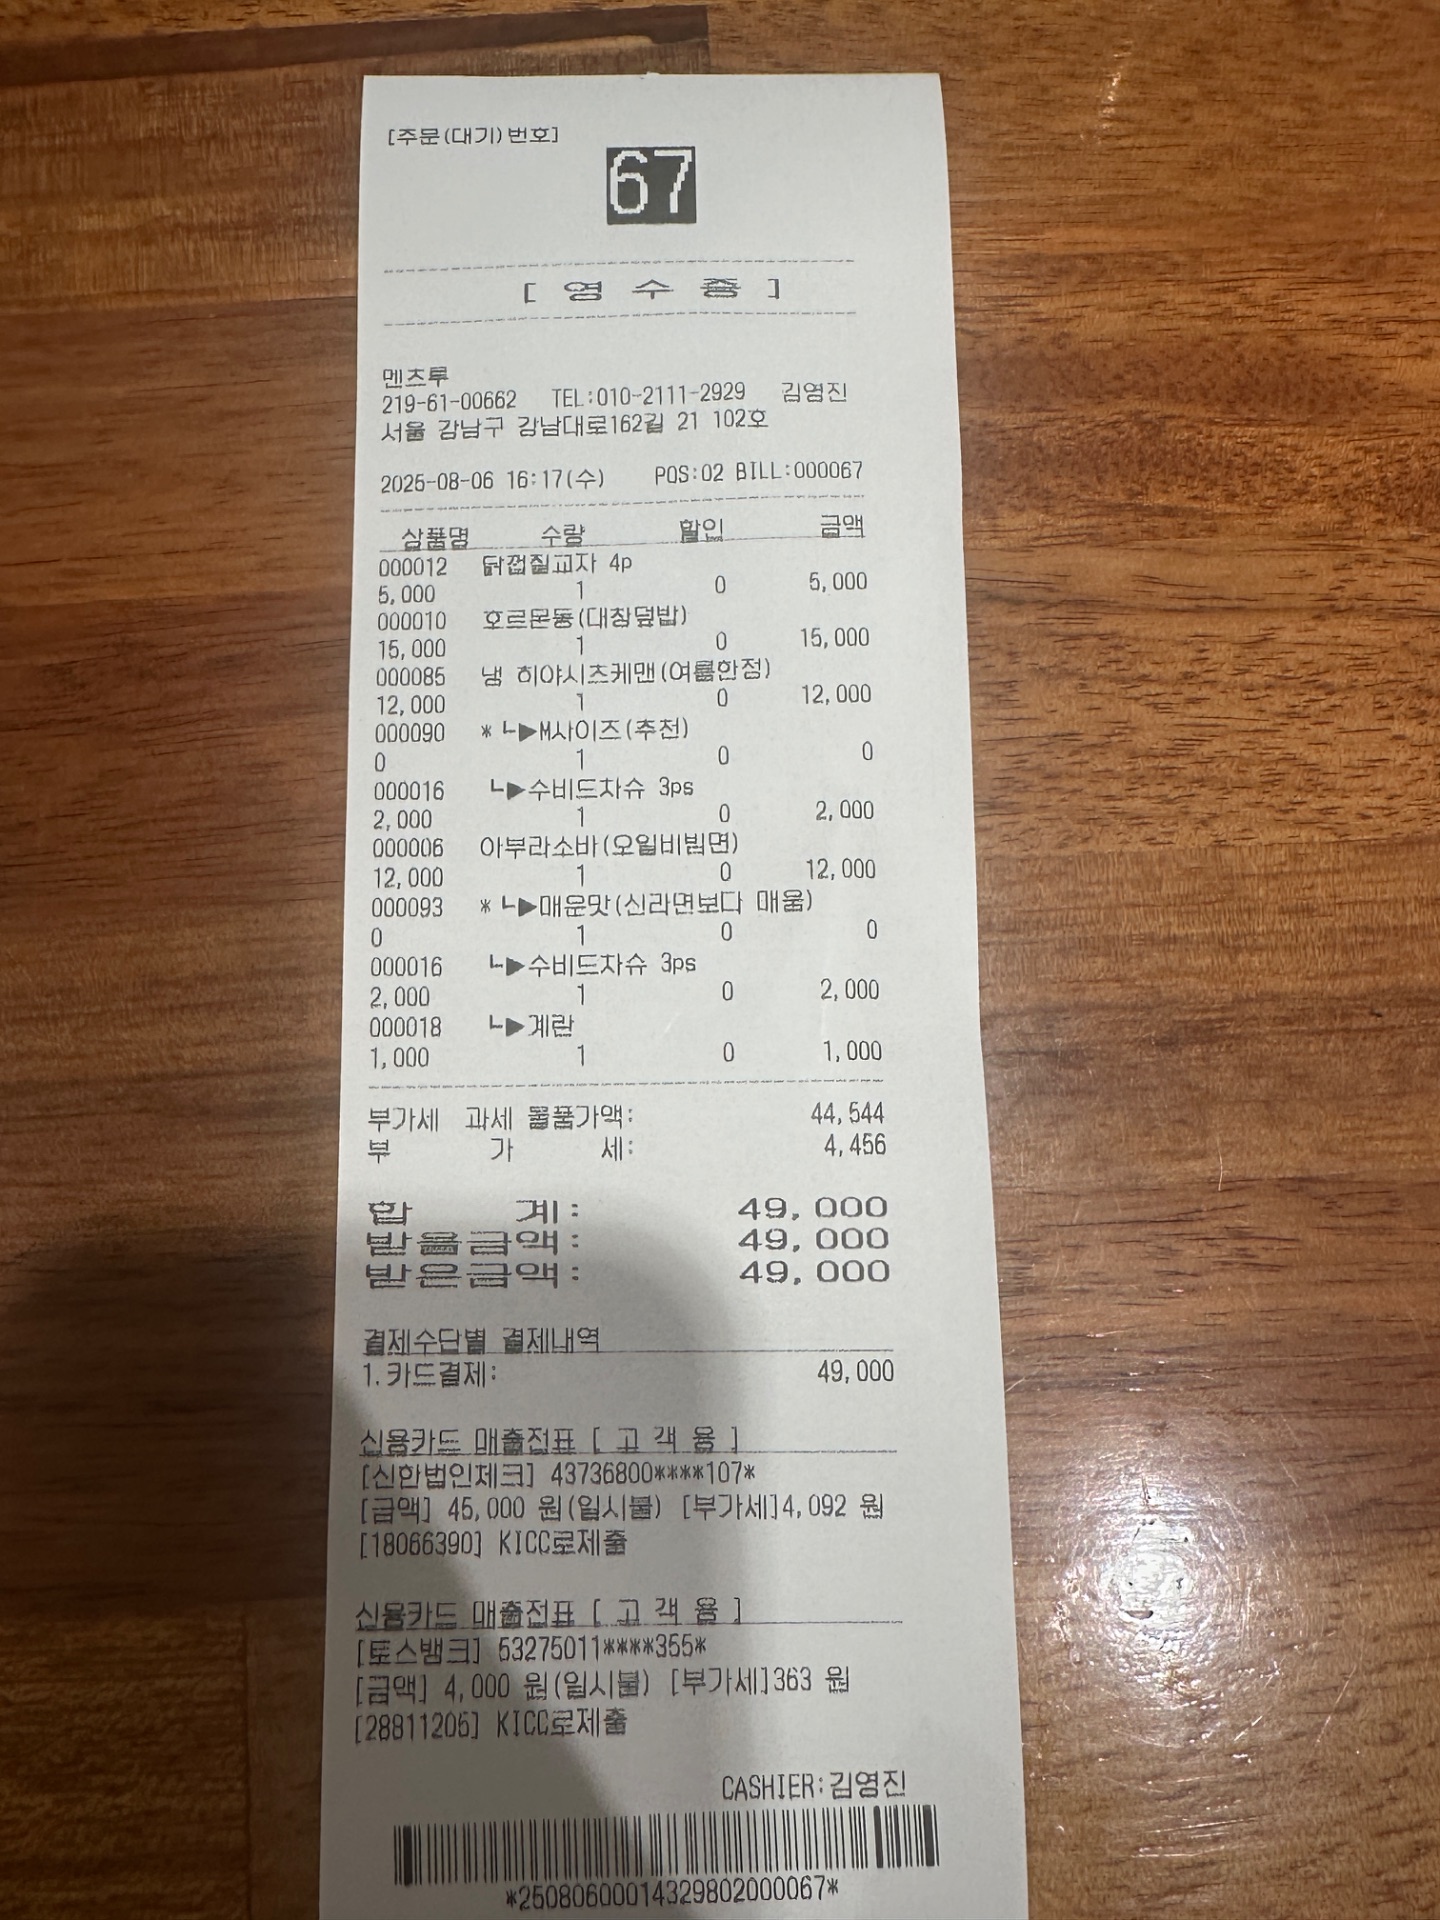 [주문(대기)번호]
67
[ 영 수 증 ]
멘츠루
219-61-00662 TEL:010-2111-2929 김영진
서울 강남구 강남대로162길 21 102호
2025-08-06 16:17(수) POS:02 BILL:000067
상품명 수량 할인 금액
000012 닭껍질교자 4p
5,000 1 0 5,000
000010 호르몬동(대창덮밥)
15,000 1 0 15,000
000085 냉 히야시츠케맨(여름한정)
12,000 1 0 12,000
000090 *┗▶M사이즈(추천)
0 1 0 0
000016 ┗▶수비드차슈 3ps
2,000 1 0 2,000
000006 아부라소바(오일비빔면)
12,000 1 0 12,000
000093 *┗▶매운맛(신라면보다 매움)
0 1 0 0
000016 ┗▶수비드차슈 3ps
2,000 1 0 2,000
000018 ┗▶계란
1,000 1 0 1,000
부가세 과세 물품가액: 44,544
부 가 세: 4,456
합 계: 49,000
받을금액: 49,000
받은금액: 49,000
결제수단별 결제내역
1.카드결제: 49,000
신용카드 매출전표 [ 고 객 용 ]
[신한법인체크] 43736800****107*
[금액] 45,000 원(일시불) [부가세]4,092 원
[18066390] KICC로제출
신용카드 매출전표 [ 고 객 용 ]
[토스뱅크] 53275011****355*
[금액] 4,000 원(일시불) [부가세]363 원
[28811206] KICC로제출
CASHIER:김영진
*25080600014329802000067*